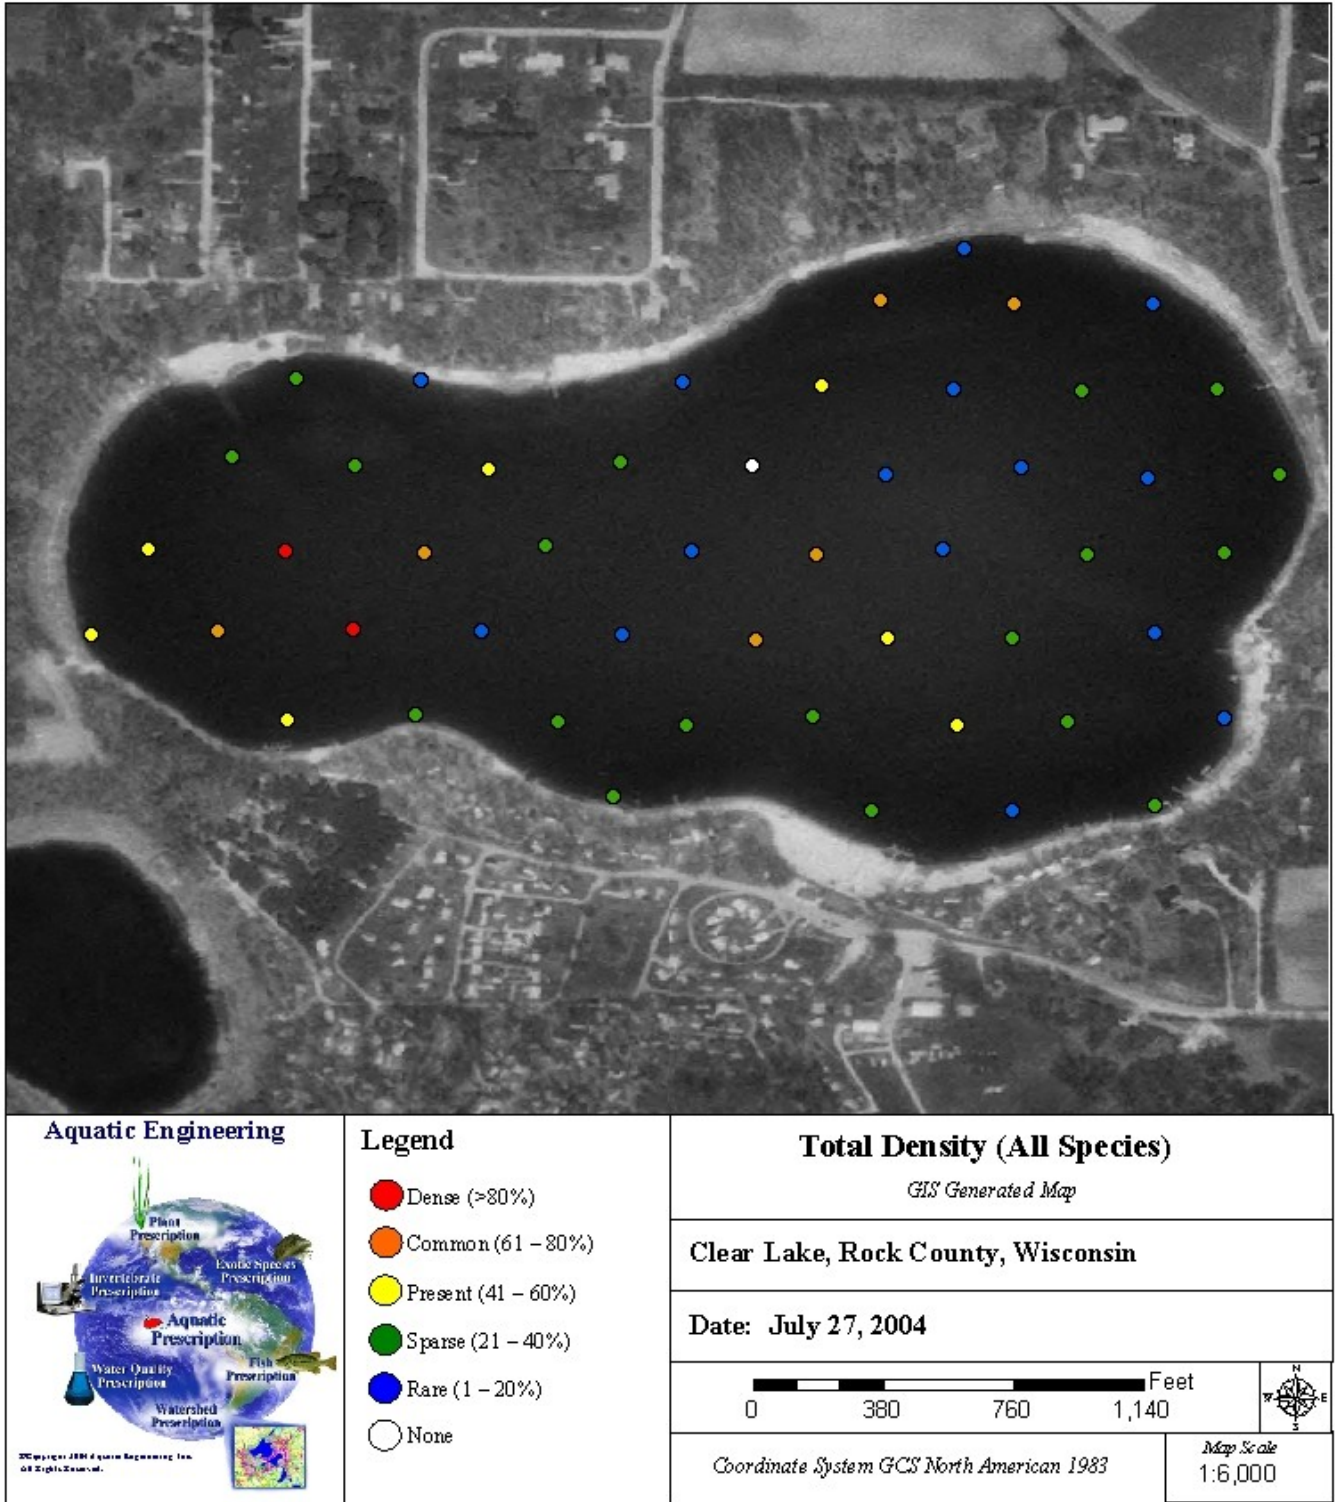 Aquatic Engineering
Plant
Prescription
Exotic Species
Prescription
Invertebrate
Prescription
Aquatic
Prescription
Water Quality
Prescription
Fish
Prescription
Watershed
Prescription
All Rights Reserved.
Legend
Dense (>80%)
Common (61 – 80%)
Present (41 – 60%)
Sparse (21 – 40%)
Rare (1 – 20%)
None
Total Density (All Species)
GIS Generated Map
Clear Lake, Rock County, Wisconsin
Date: July 27, 2004
Feet
0 380 760 1,140
N
W E
S
Coordinate System GCS North American 1983
Map Scale
1:6,000